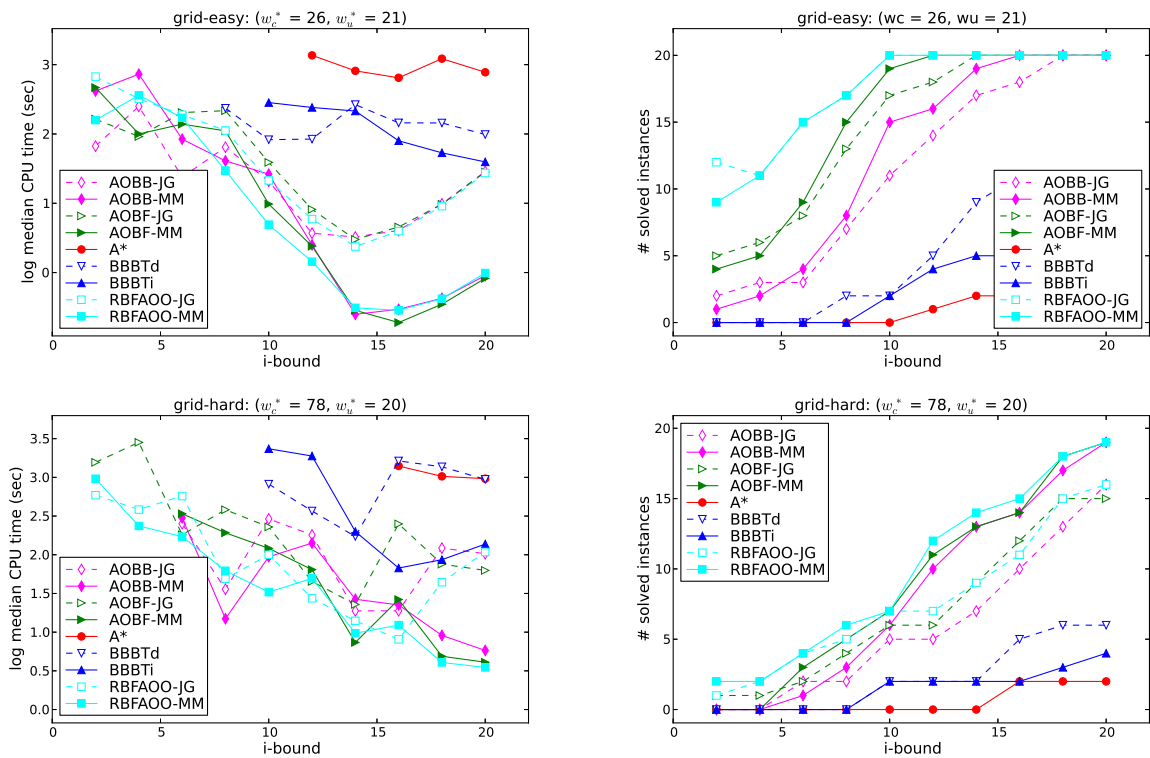 grid-easy: (w_c^* = 26, w_u^* = 21)
log median CPU time (sec)
3
2
1
0
AOBB-JG
AOBB-MM
AOBF-JG
AOBF-MM
A*
BBBTd
BBBTi
RBFAOO-JG
RBFAOO-MM
0 5 10 15 20
i-bound
grid-easy: (wc = 26, wu = 21)
# solved instances
20
15
10
5
0
AOBB-JG
AOBB-MM
AOBF-JG
AOBF-MM
A*
BBBTd
BBBTi
RBFAOO-JG
RBFAOO-MM
0 5 10 15 20
i-bound
grid-hard: (w_c^* = 78, w_u^* = 20)
log median CPU time (sec)
3.5
3.0
2.5
2.0
1.5
1.0
0.5
0.0
AOBB-JG
AOBB-MM
AOBF-JG
AOBF-MM
A*
BBBTd
BBBTi
RBFAOO-JG
RBFAOO-MM
0 5 10 15 20
i-bound
grid-hard: (w_c^* = 78, w_u^* = 20)
# solved instances
20
15
10
5
0
AOBB-JG
AOBB-MM
AOBF-JG
AOBF-MM
A*
BBBTd
BBBTi
RBFAOO-JG
RBFAOO-MM
0 5 10 15 20
i-bound